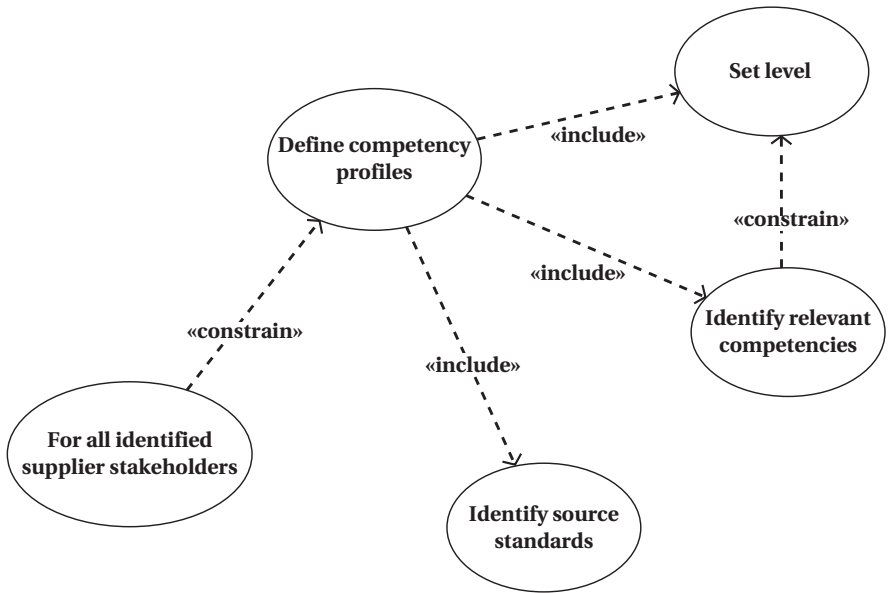 Set level
Define competency
profiles
«include»
«constrain»
«include»
Identify relevant
competencies
«constrain»
«include»
For all identified
supplier stakeholders
Identify source
standards